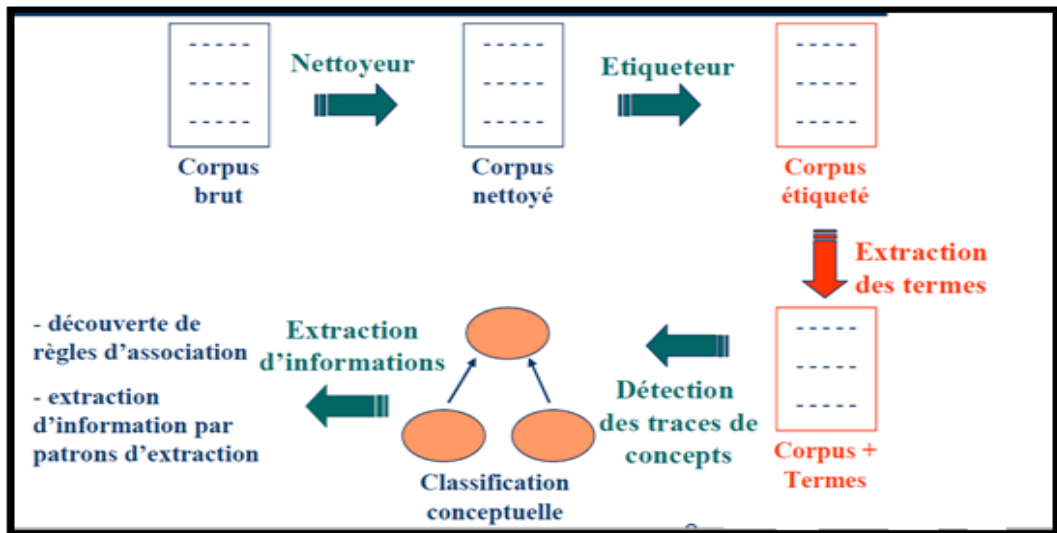 Nettoyeur
Etiqueteur
Corpus
brut
Corpus
nettoyé
Corpus
étiqueté
Extraction
des termes
Corpus +
Termes
Détection
des traces de
concepts
Classification
conceptuelle
Extraction
d’informations
- découverte de
règles d’association
- extraction
d’information par
patrons d’extraction